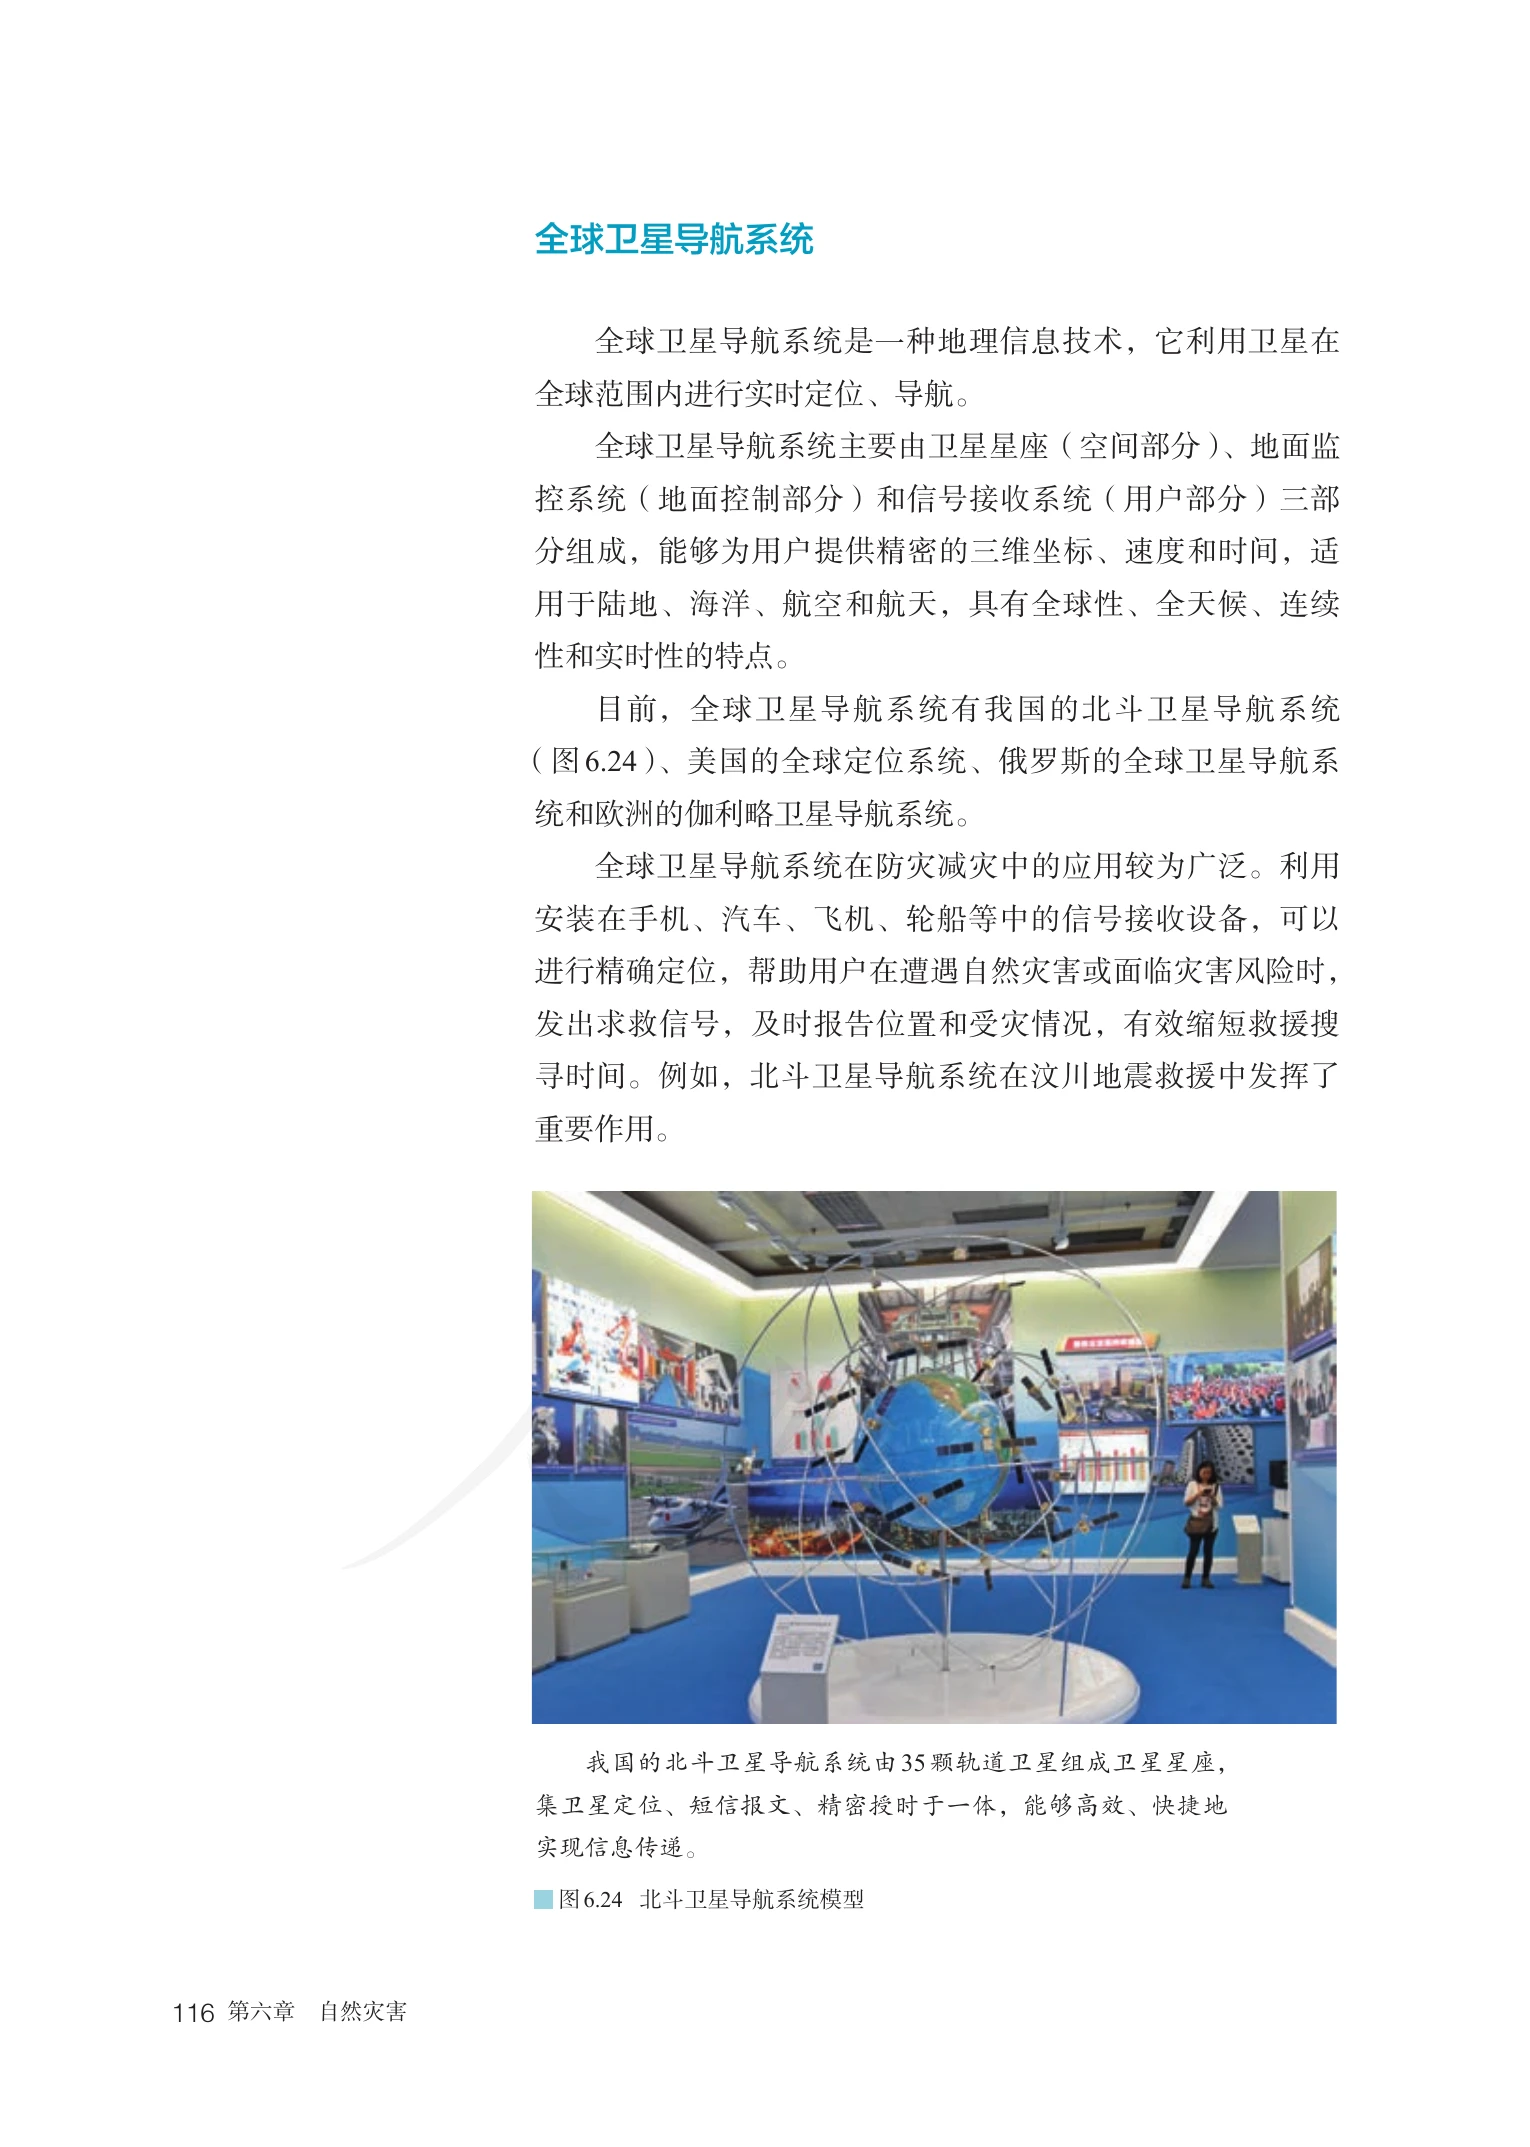 全球卫星导航系统
全球卫星导航系统是一种地理信息技术，它利用卫星在
全球范围内进行实时定位、导航。
全球卫星导航系统主要由卫星星座（空间部分）、地面监
控系统（地面控制部分）和信号接收系统（用户部分）三部
分组成，能够为用户提供精密的三维坐标、速度和时间，适
用于陆地、海洋、航空和航天，具有全球性、全天候、连续
性和实时性的特点。
目前，全球卫星导航系统有我国的北斗卫星导航系统
（图6.24）、美国的全球定位系统、俄罗斯的全球卫星导航系
统和欧洲的伽利略卫星导航系统。
全球卫星导航系统在防灾减灾中的应用较为广泛。利用
安装在手机、汽车、飞机、轮船等中的信号接收设备，可以
进行精确定位，帮助用户在遭遇自然灾害或面临灾害风险时，
发出求救信号，及时报告位置和受灾情况，有效缩短救援搜
寻时间。例如，北斗卫星导航系统在汶川地震救援中发挥了
重要作用。
我国的北斗卫星导航系统由35颗轨道卫星组成卫星星座，
集卫星定位、短信报文、精密授时于一体，能够高效、快捷地
实现信息传递。
图6.24 北斗卫星导航系统模型
116 第六章 自然灾害